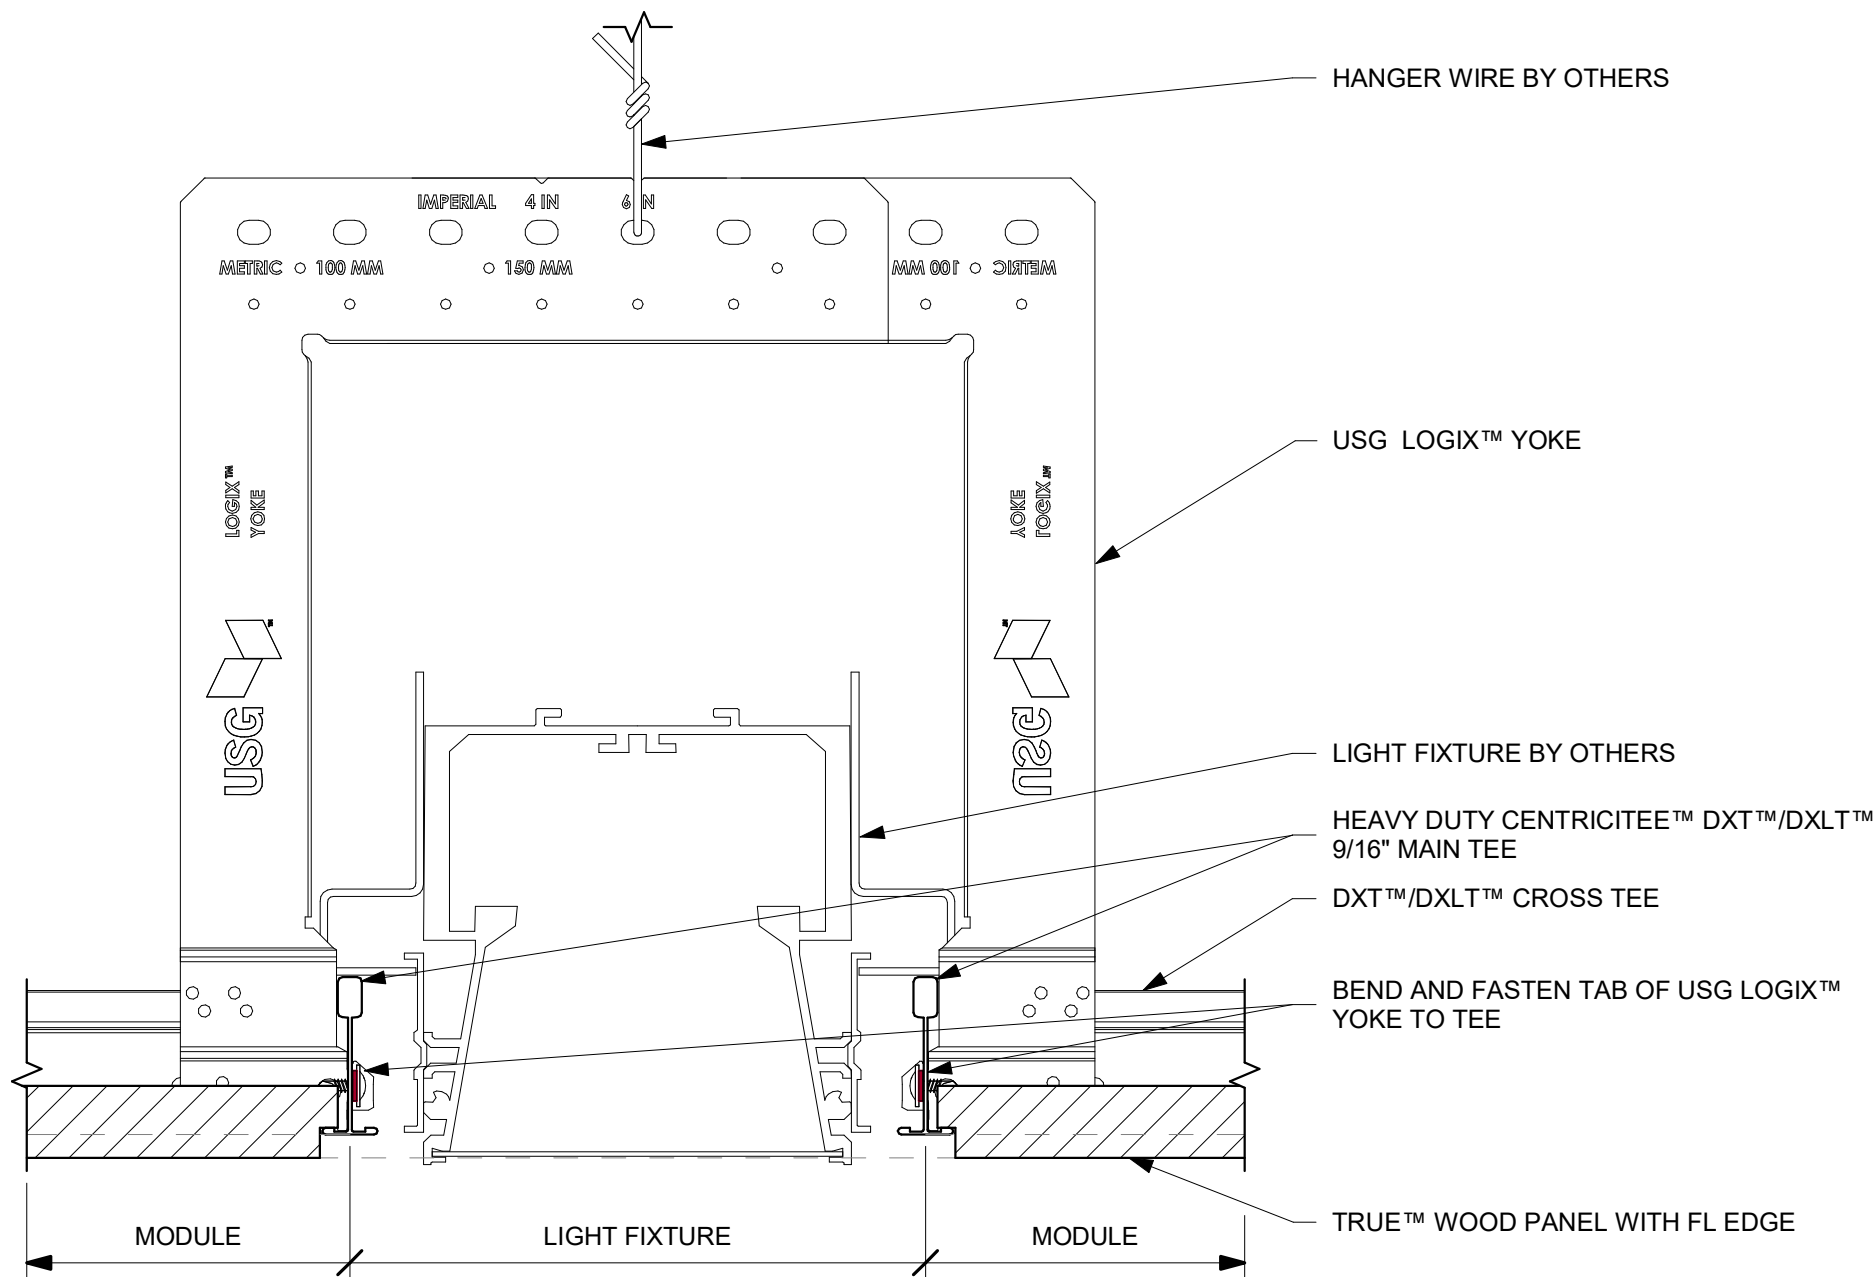 HANGER WIRE BY OTHERS
IMPERIAL 4 IN 6 IN
METRIC 100 MM 150 MM 100 MM METRIC
USG LOGIX™ YOKE
LOGIX™
YOKE
YOKE
LOGIX™
USG
USG
LIGHT FIXTURE BY OTHERS
HEAVY DUTY CENTRICITEE™ DXT™/DXLT™
9/16" MAIN TEE
DXT™/DXLT™ CROSS TEE
BEND AND FASTEN TAB OF USG LOGIX™
YOKE TO TEE
TRUE™ WOOD PANEL WITH FL EDGE
MODULE LIGHT FIXTURE MODULE